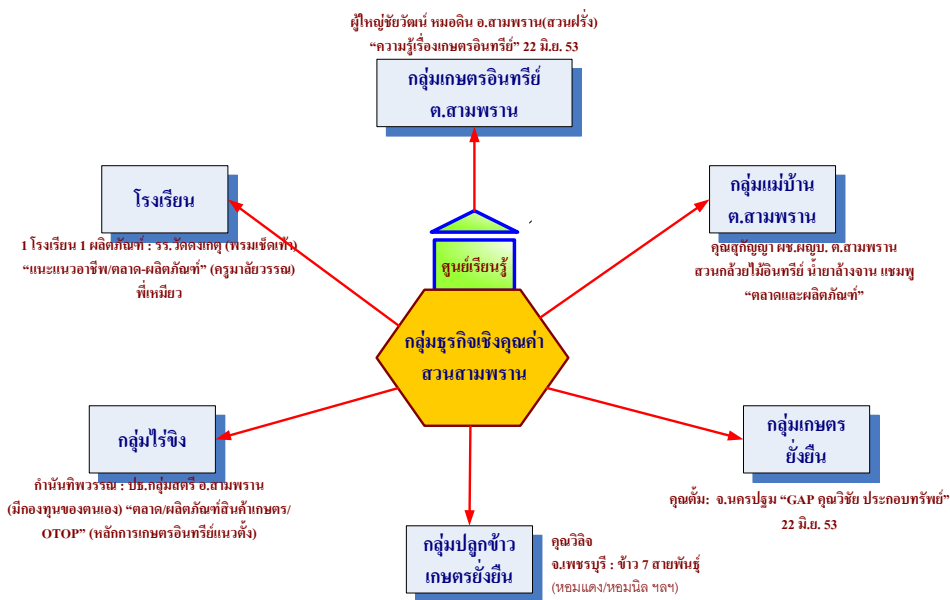 ผู้ใหญ่ชัยวัฒน์ หมอดิน อ.สามพราน(สวนฝรั่ง)
“ความรู้เรื่องเกษตรอินทรีย์” 22 มิ.ย. 53
กลุ่มเกษตรอินทรีย์
ต.สามพราน
โรงเรียน
1 โรงเรียน 1 ผลิตภัณฑ์ : รร.วัดดงเกตุ (พรมเช็ดเท้า)
“แนะแนวอาชีพ/ตลาด-ผลิตภัณฑ์” (ครูมาลัยวรรณ)
พี่เหมียว
กลุ่มแม่บ้าน
ต.สามพราน
คุณสุกัญญา ผช.ผญบ. ต.สามพราน
สวนกล้วยไม้อินทรีย์ น้ำยาล้างจาน แชมพู
“ตลาดและผลิตภัณฑ์”
ศูนย์เรียนรู้
กลุ่มธุรกิจเชิงคุณค่า
สวนสามพราน
กลุ่มไร่ขิง
กำนันทิพวรรณ : ปธ.กลุ่มสตรี อ.สามพราน
(มีกองทุนของตนเอง) “ตลาด/ผลิตภัณฑ์สินค้าเกษตร/
OTOP” (หลักการเกษตรอินทรีย์แนวตั้ง)
กลุ่มเกษตร
ยั่งยืน
คุณตั้ม: จ.นครปฐม “GAP คุณวิชัย ประกอบทรัพย์”
22 มิ.ย. 53
กลุ่มปลูกข้าว
เกษตรยั่งยืน
คุณวิลิจ
จ.เพชรบุรี : ข้าว 7 สายพันธุ์
(หอมแดง/หอมนิล ฯลฯ)